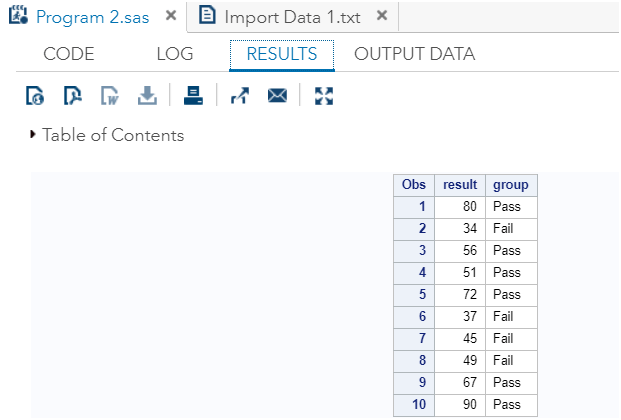 Program 2.sas × Import Data 1.txt ×
CODE LOG RESULTS OUTPUT DATA
Table of Contents
Obs result group
1 80 Pass
2 34 Fail
3 56 Pass
4 51 Pass
5 72 Pass
6 37 Fail
7 45 Fail
8 49 Fail
9 67 Pass
10 90 Pass